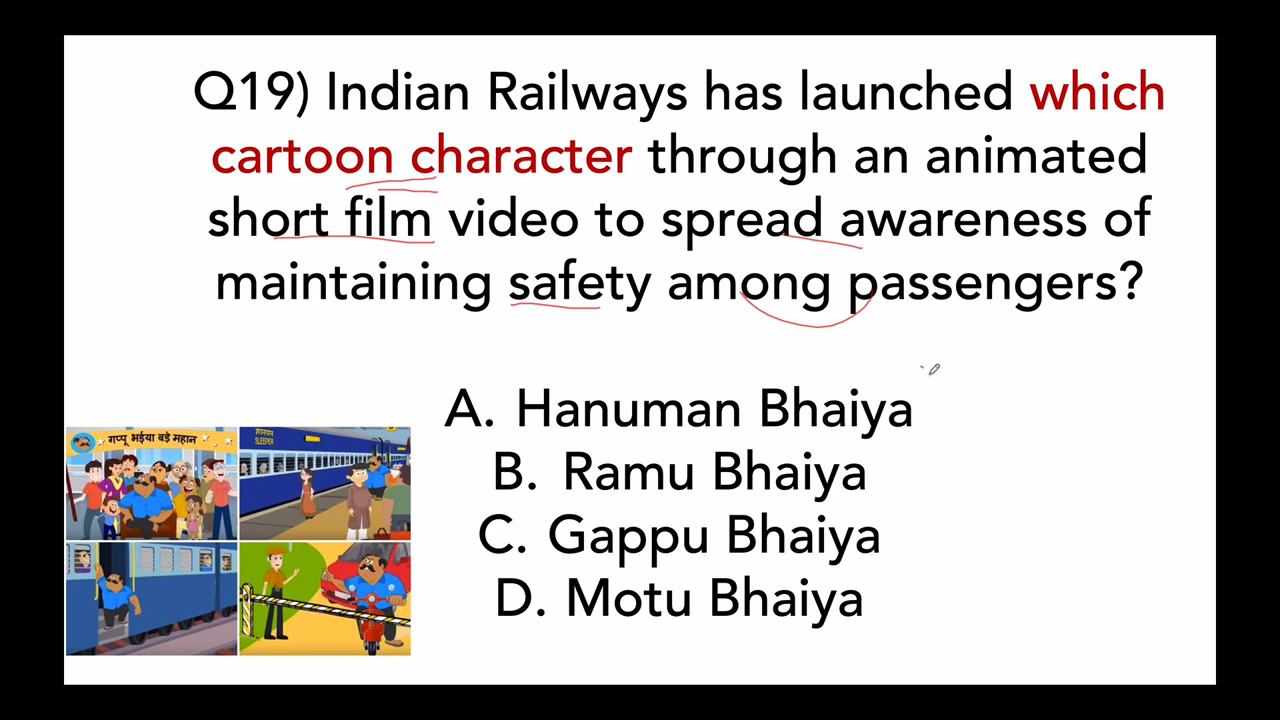 Q19) Indian Railways has launched which
cartoon character through an animated
short film video to spread awareness of
maintaining safety among passengers?
A. Hanuman Bhaiya
B. Ramu Bhaiya
C. Gappu Bhaiya
D. Motu Bhaiya
गप्पू भईया बड़े महान
SLEEPER